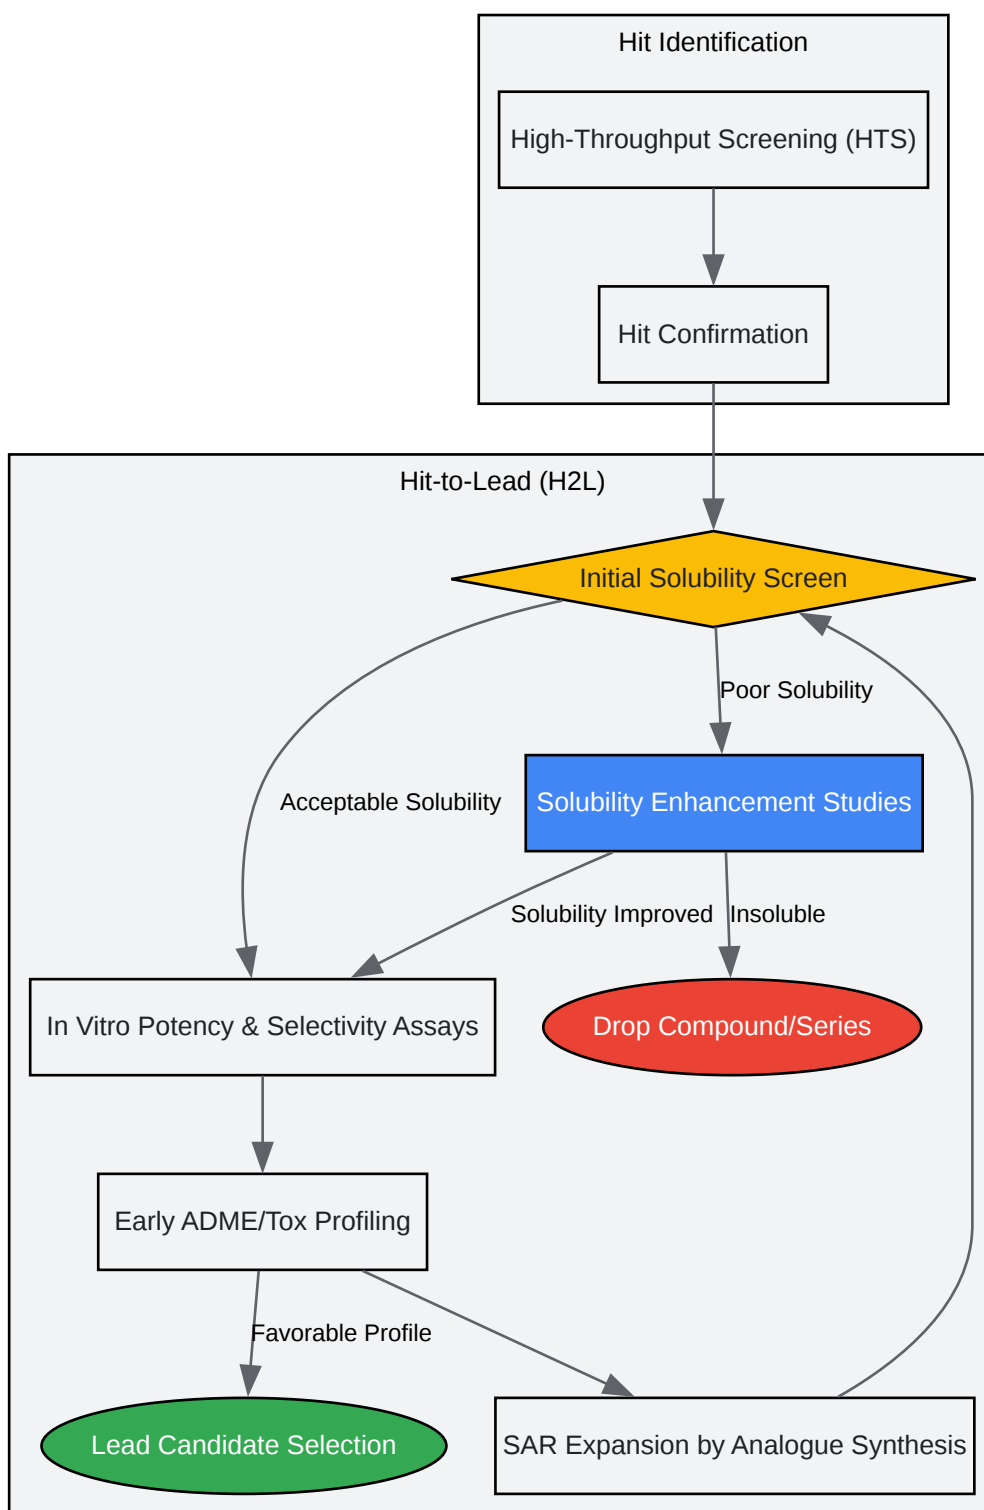 Hit Identification
High-Throughput Screening (HTS)
Hit Confirmation
Hit-to-Lead (H2L)
Initial Solubility Screen
Poor Solubility
Acceptable Solubility
Solubility Enhancement Studies
Solubility Improved
Insoluble
In Vitro Potency & Selectivity Assays
Drop Compound/Series
Early ADME/Tox Profiling
Favorable Profile
Lead Candidate Selection
SAR Expansion by Analogue Synthesis